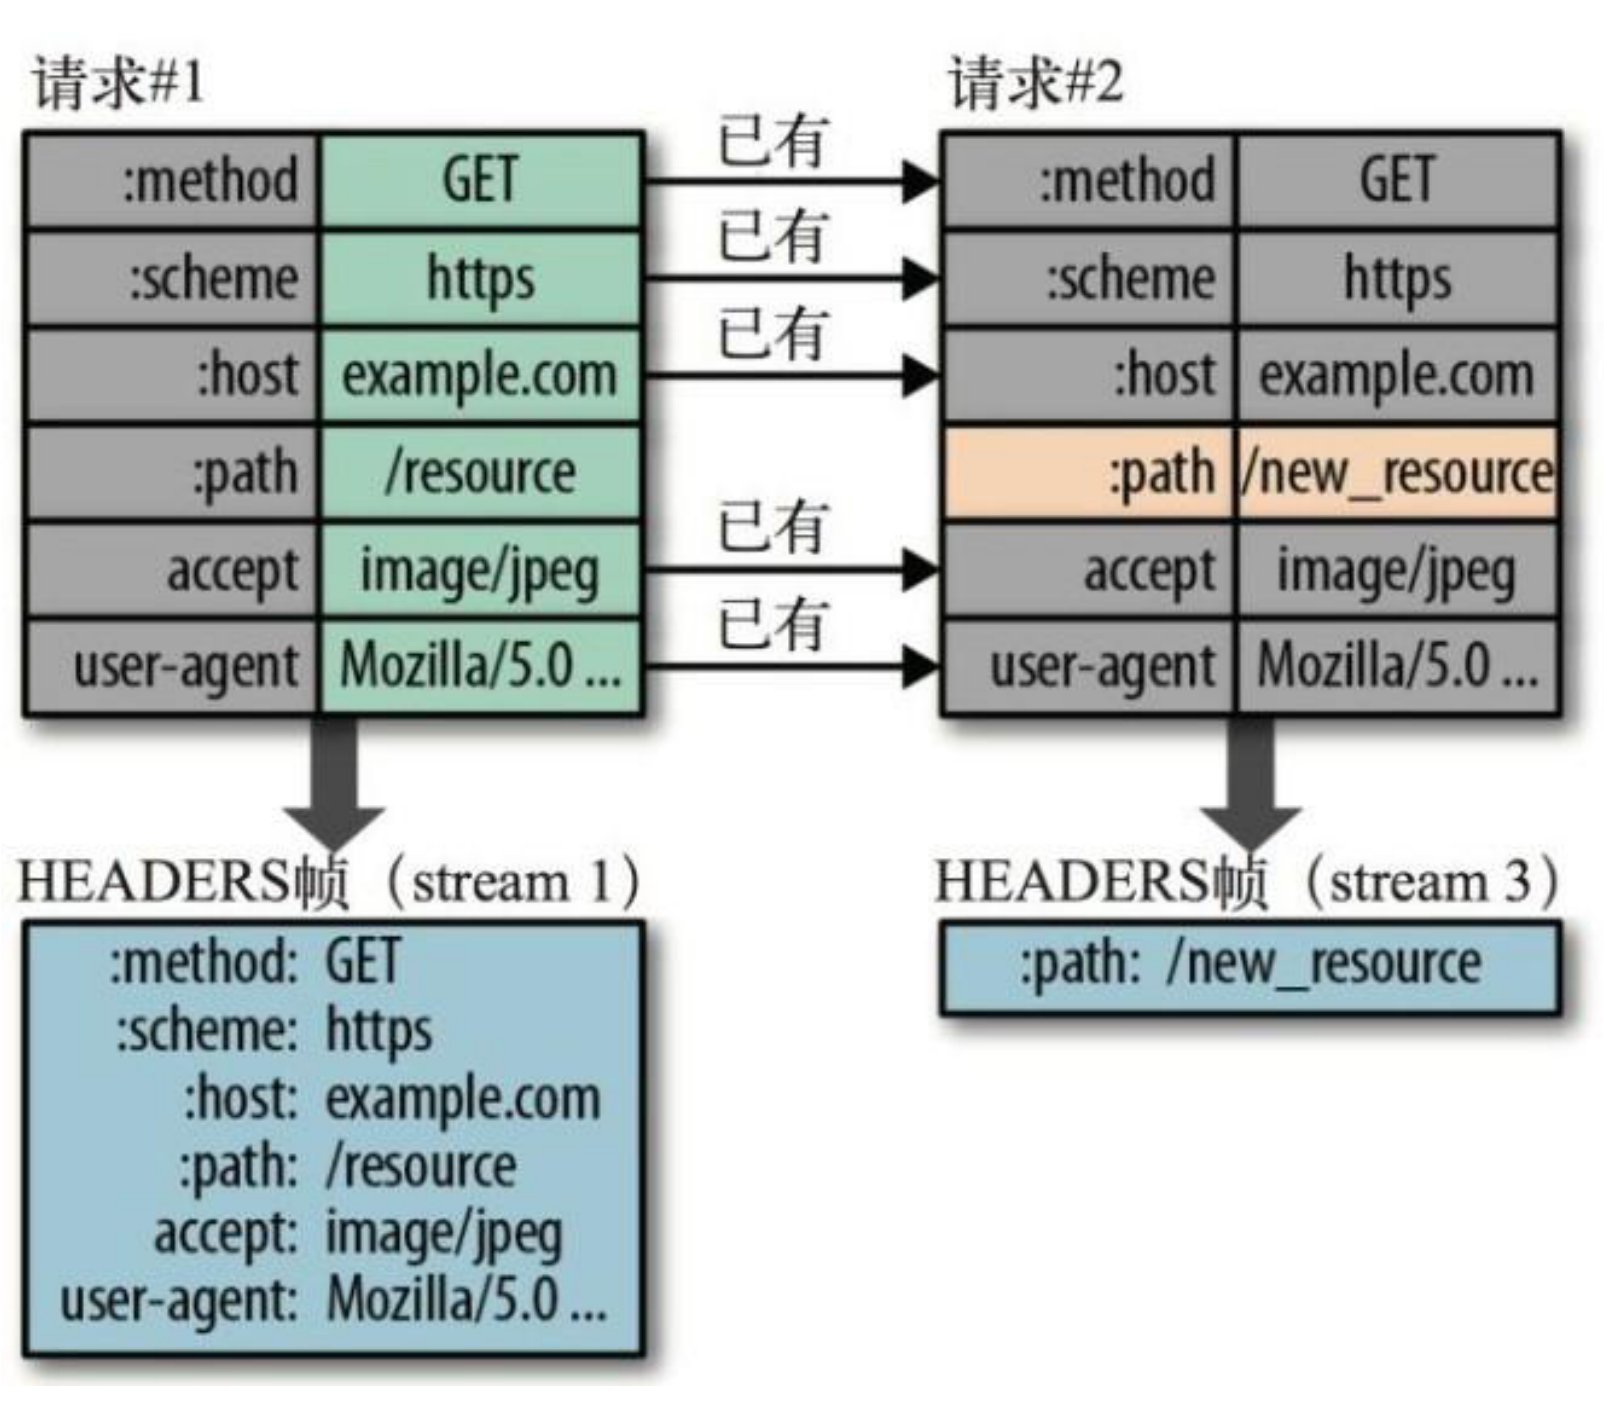 请求#1
:method GET
:scheme https
:host example.com
:path /resource
accept image/jpeg
user-agent Mozilla/5.0 ...
已有
已有
已有
已有
已有
请求#2
:method GET
:scheme https
:host example.com
:path /new_resource
accept image/jpeg
user-agent Mozilla/5.0 ...
HEADERS帧（stream 1）
:method: GET
:scheme: https
:host: example.com
:path: /resource
accept: image/jpeg
user-agent: Mozilla/5.0 ...
HEADERS帧（stream 3）
:path: /new_resource